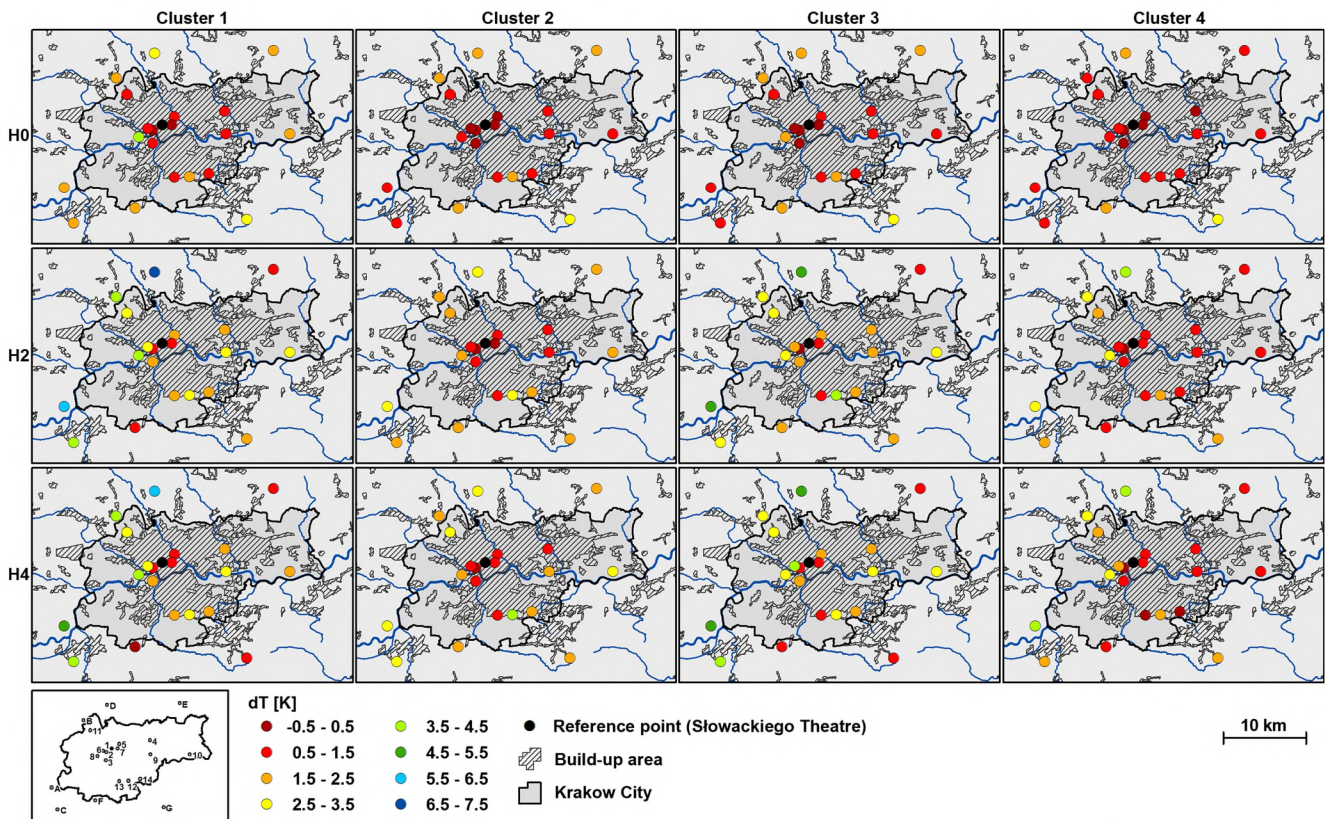 Cluster 1 Cluster 2 Cluster 3 Cluster 4
H0
H2
H4
D E
B
11
4
1 5
6 2 7
8 3 9 10
A 13 12 14
F
C G
dT [K]
-0.5 - 0.5 3.5 - 4.5 Reference point (Słowackiego Theatre)
0.5 - 1.5 4.5 - 5.5 Build-up area
1.5 - 2.5 5.5 - 6.5 Krakow City
2.5 - 3.5 6.5 - 7.5
10 km